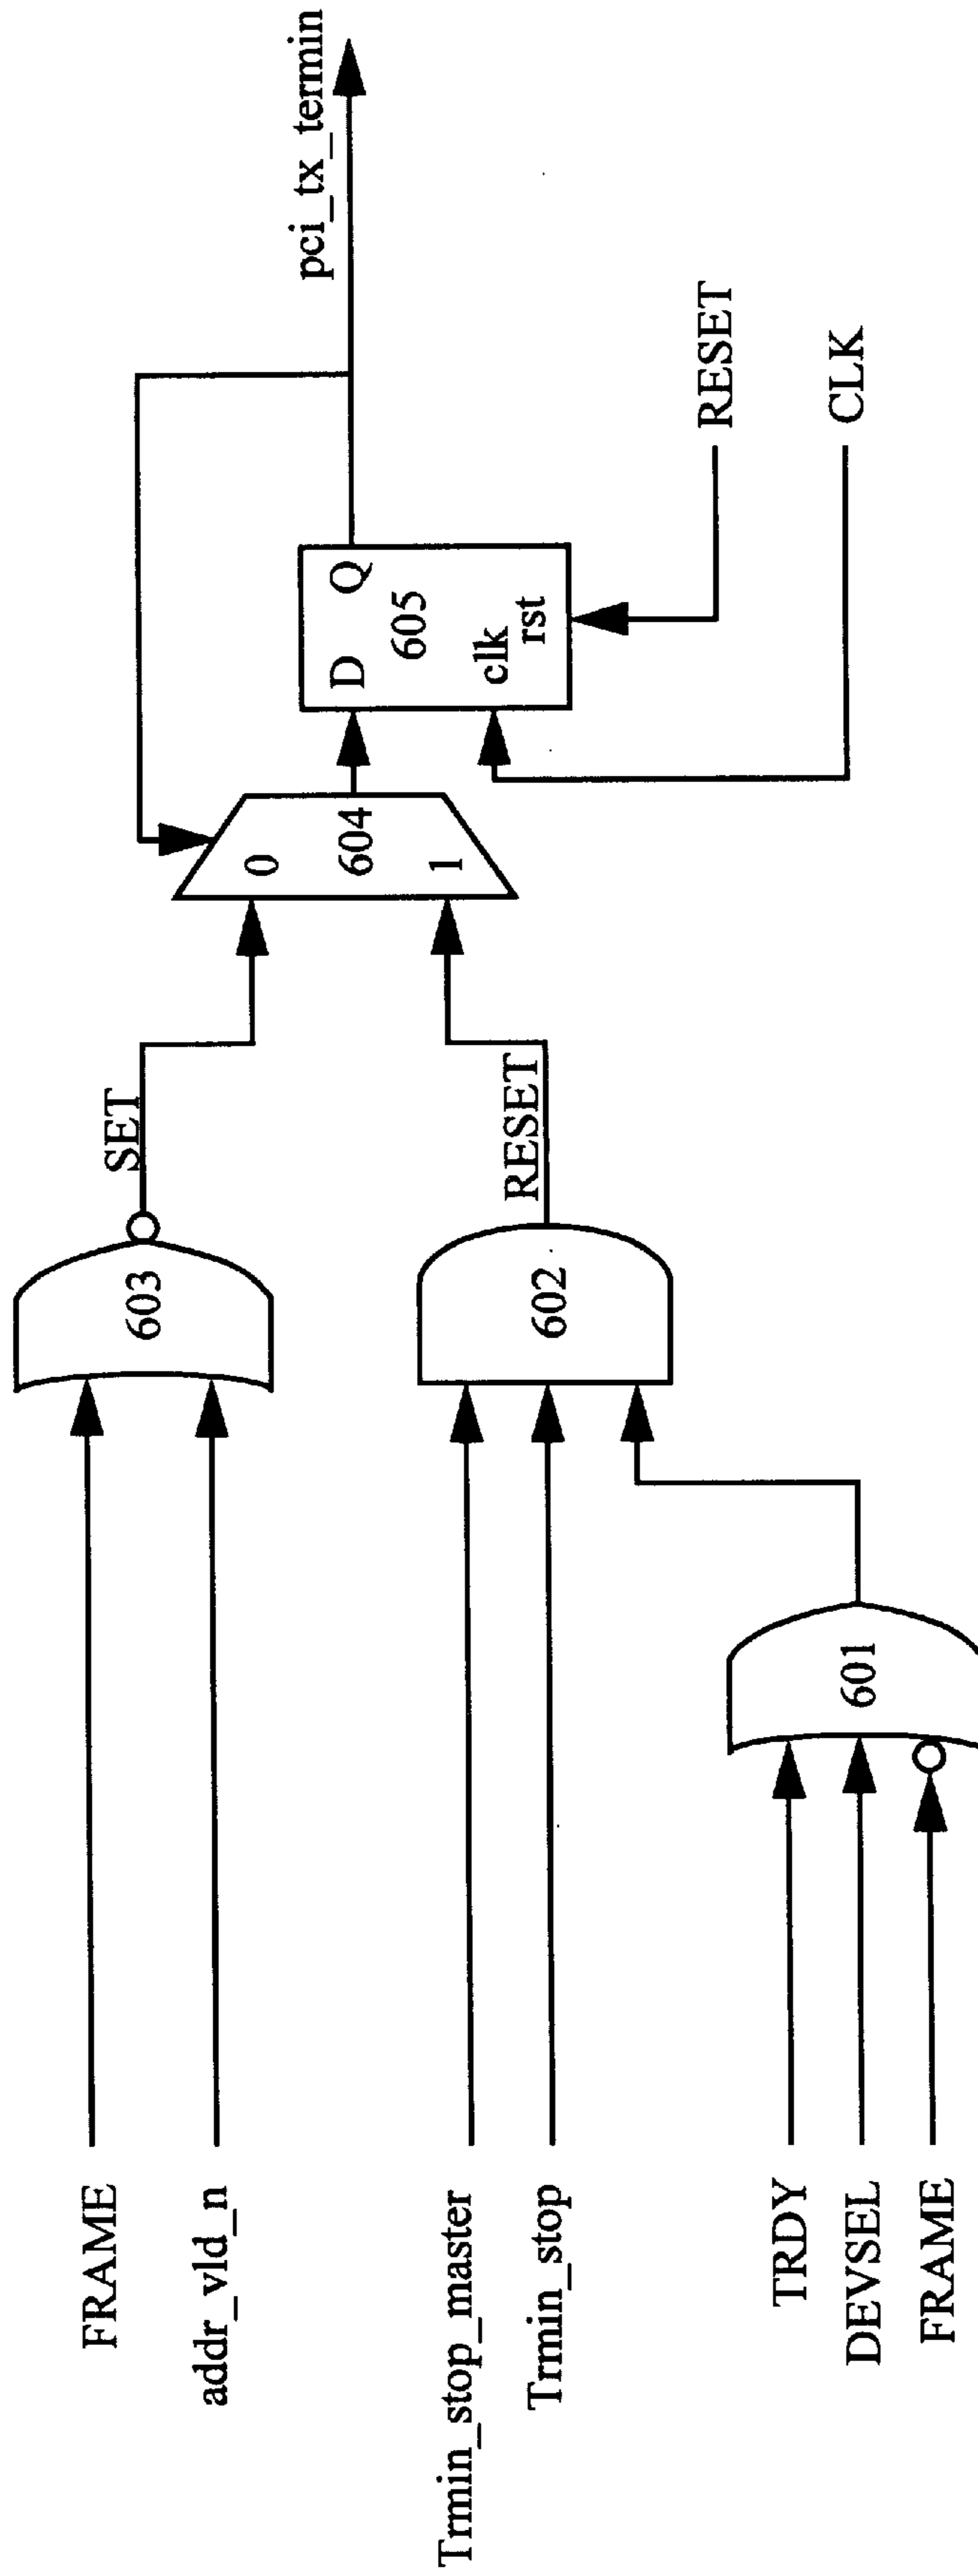 FRAME
addr_vld_n
Trmin_stop_master
Trmin_stop
TRDY
DEVSEL
FRAME
603
SET
602
RESET
601
0
604
1
D Q
605
clk
rst
pci_tx_termin
RESET
CLK